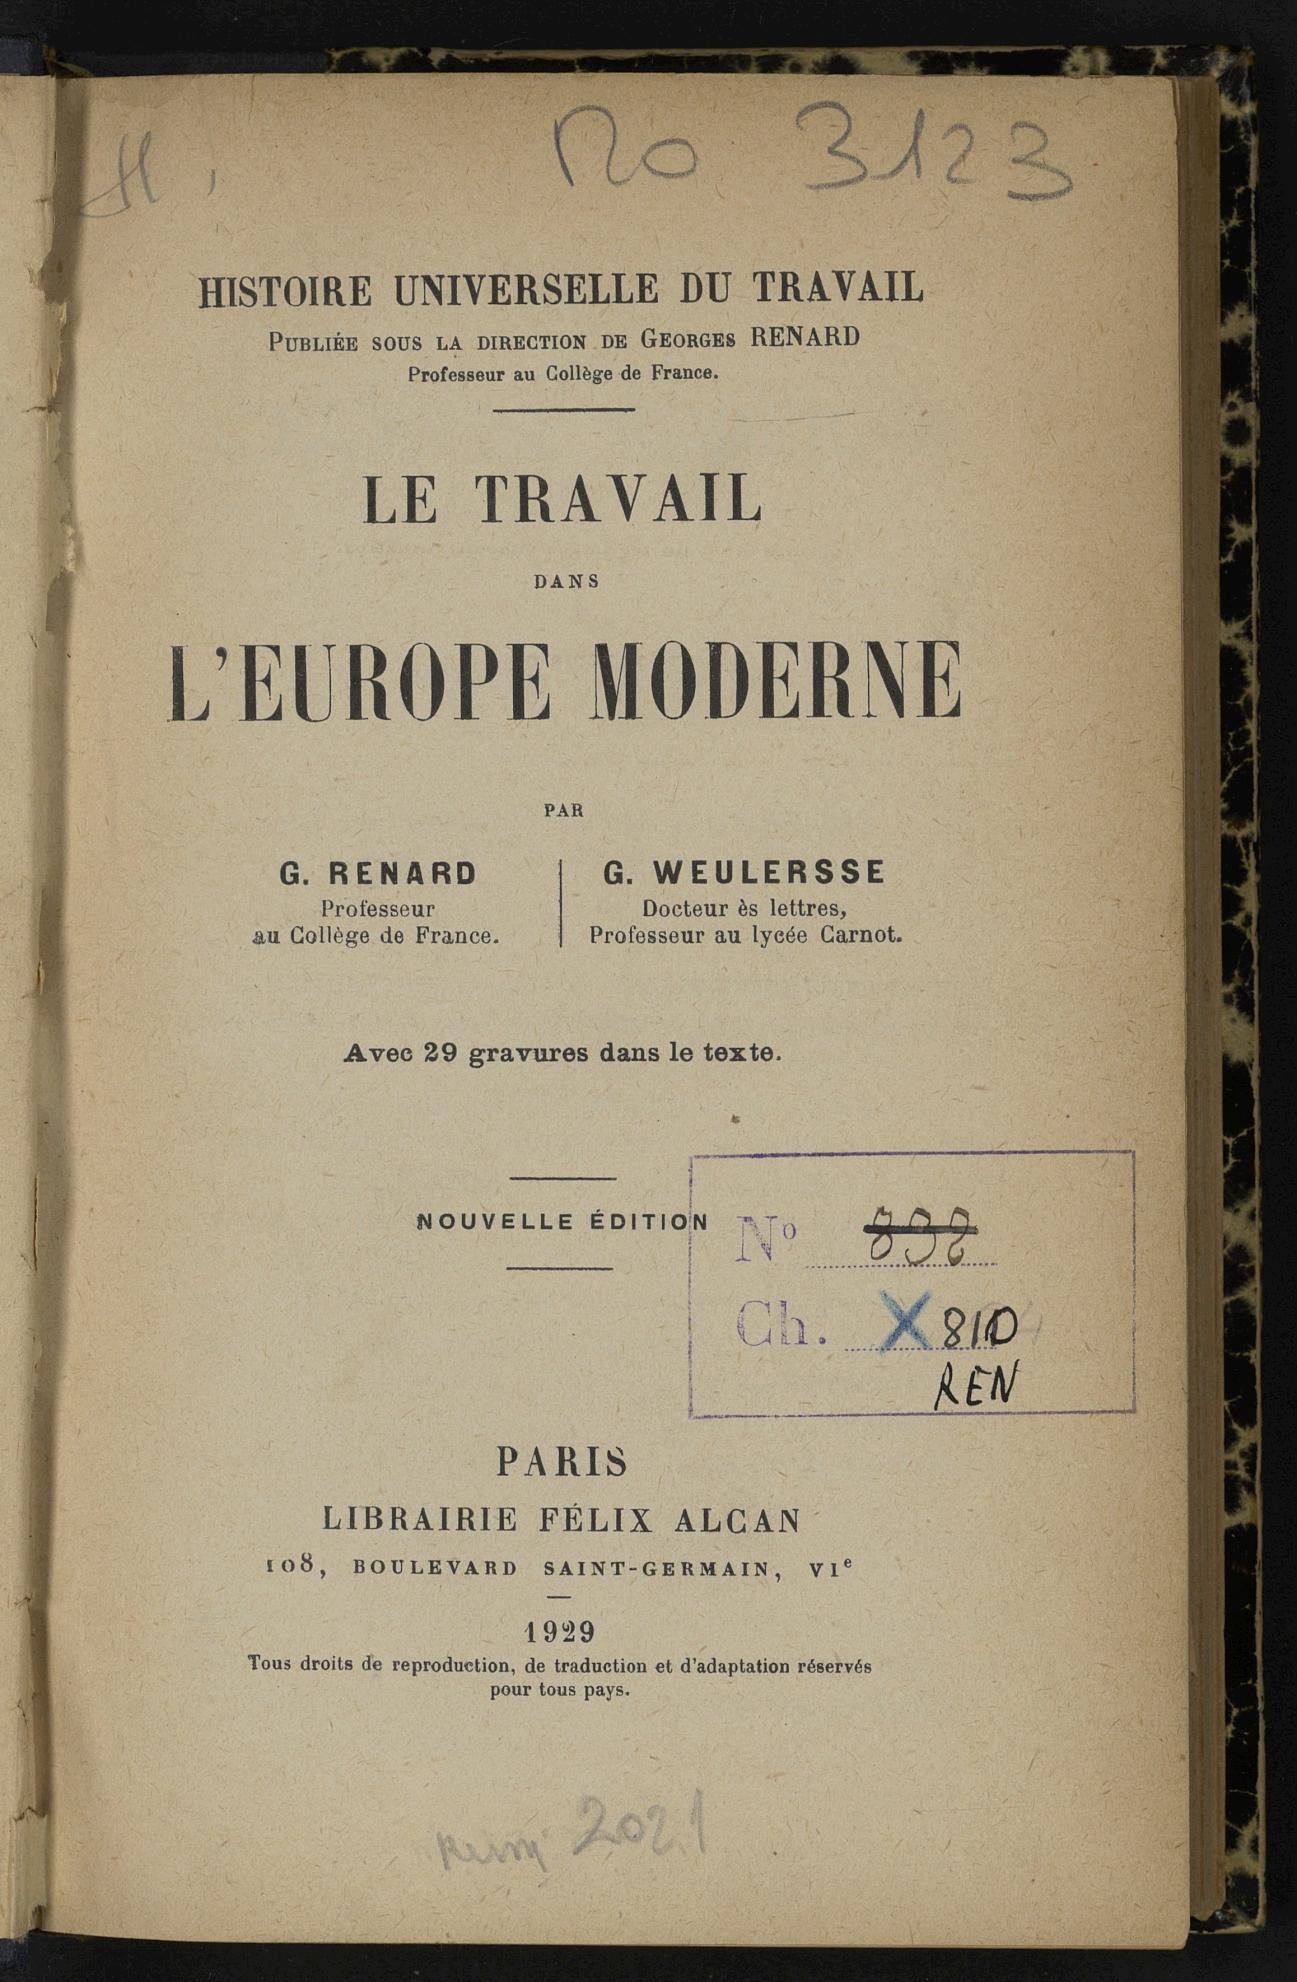 No 3123
HISTOIRE UNIVERSELLE DU TRAVAIL
PUBLIÉE SOUS LA DIRECTION DE GEORGES RENARD
Professeur au Collège de France.
LE TRAVAIL
DANS
L'EUROPE MODERNE
PAR
G. RENARD
Professeur
au Collège de France.
G. WEULERSSE
Docteur ès lettres,
Professeur au lycée Carnot.
Avec 29 gravures dans le texte.
NOUVELLE ÉDITION
Nº 898
Ch. X 810
REN
PARIS
LIBRAIRIE FÉLIX ALCAN
108, BOULEVARD SAINT-GERMAIN, VIe
1929
Tous droits de reproduction, de traduction et d'adaptation réservés
pour tous pays.
2021